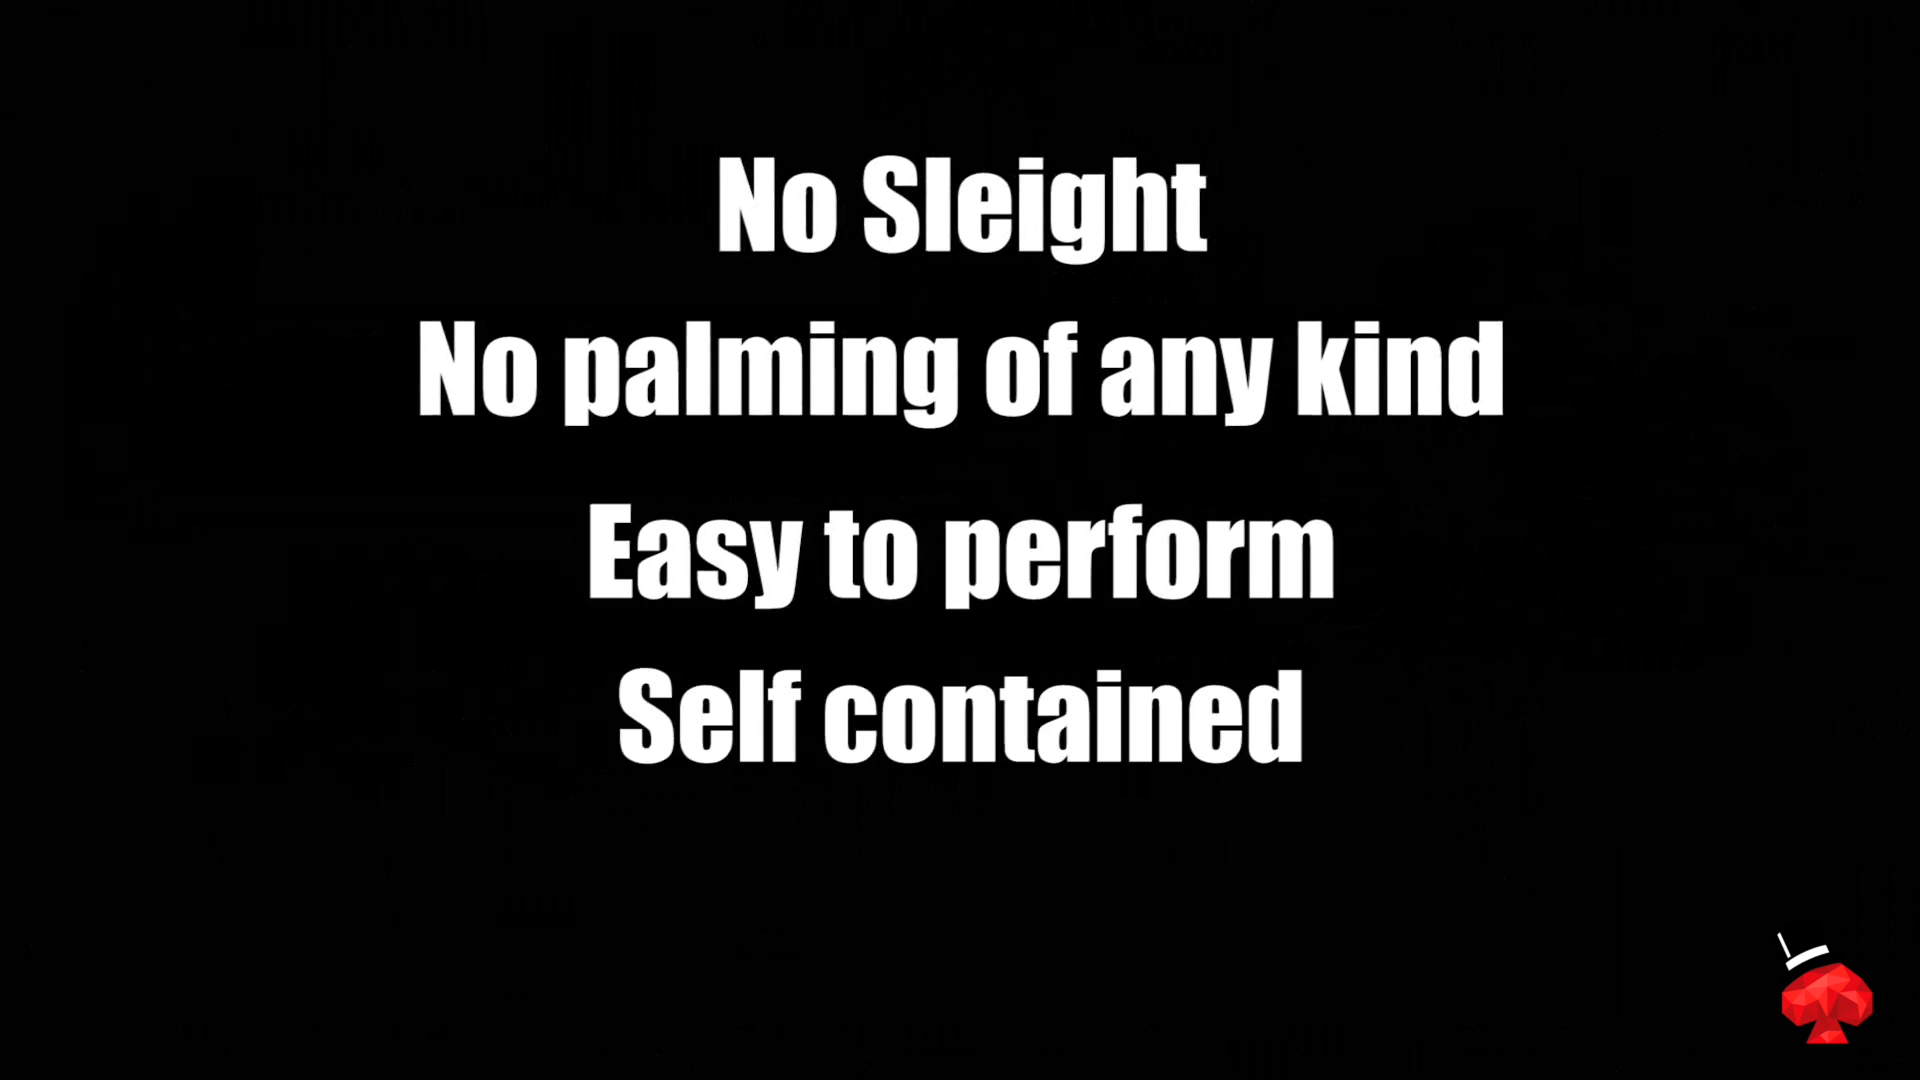 No Sleight
No palming of any kind
Easy to perform
Self contained